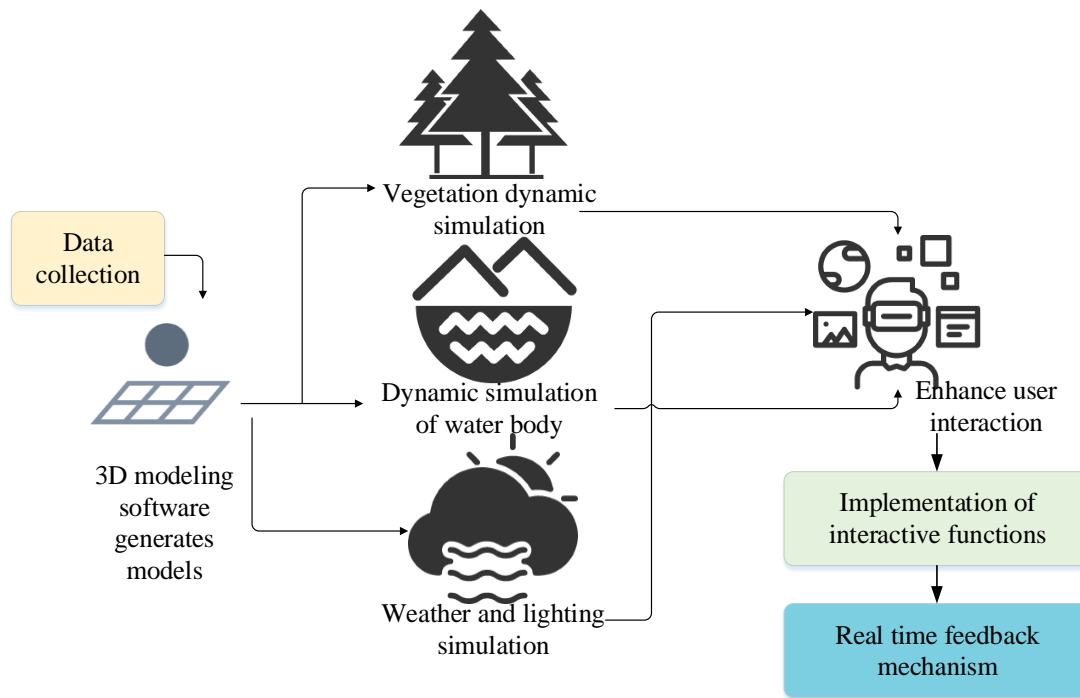 Vegetation dynamic
simulation
Data
collection
Dynamic simulation
of water body
Enhance user
interaction
3D modeling
software
generates
models
Weather and lighting
simulation
Implementation of
interactive functions
Real time feedback
mechanism